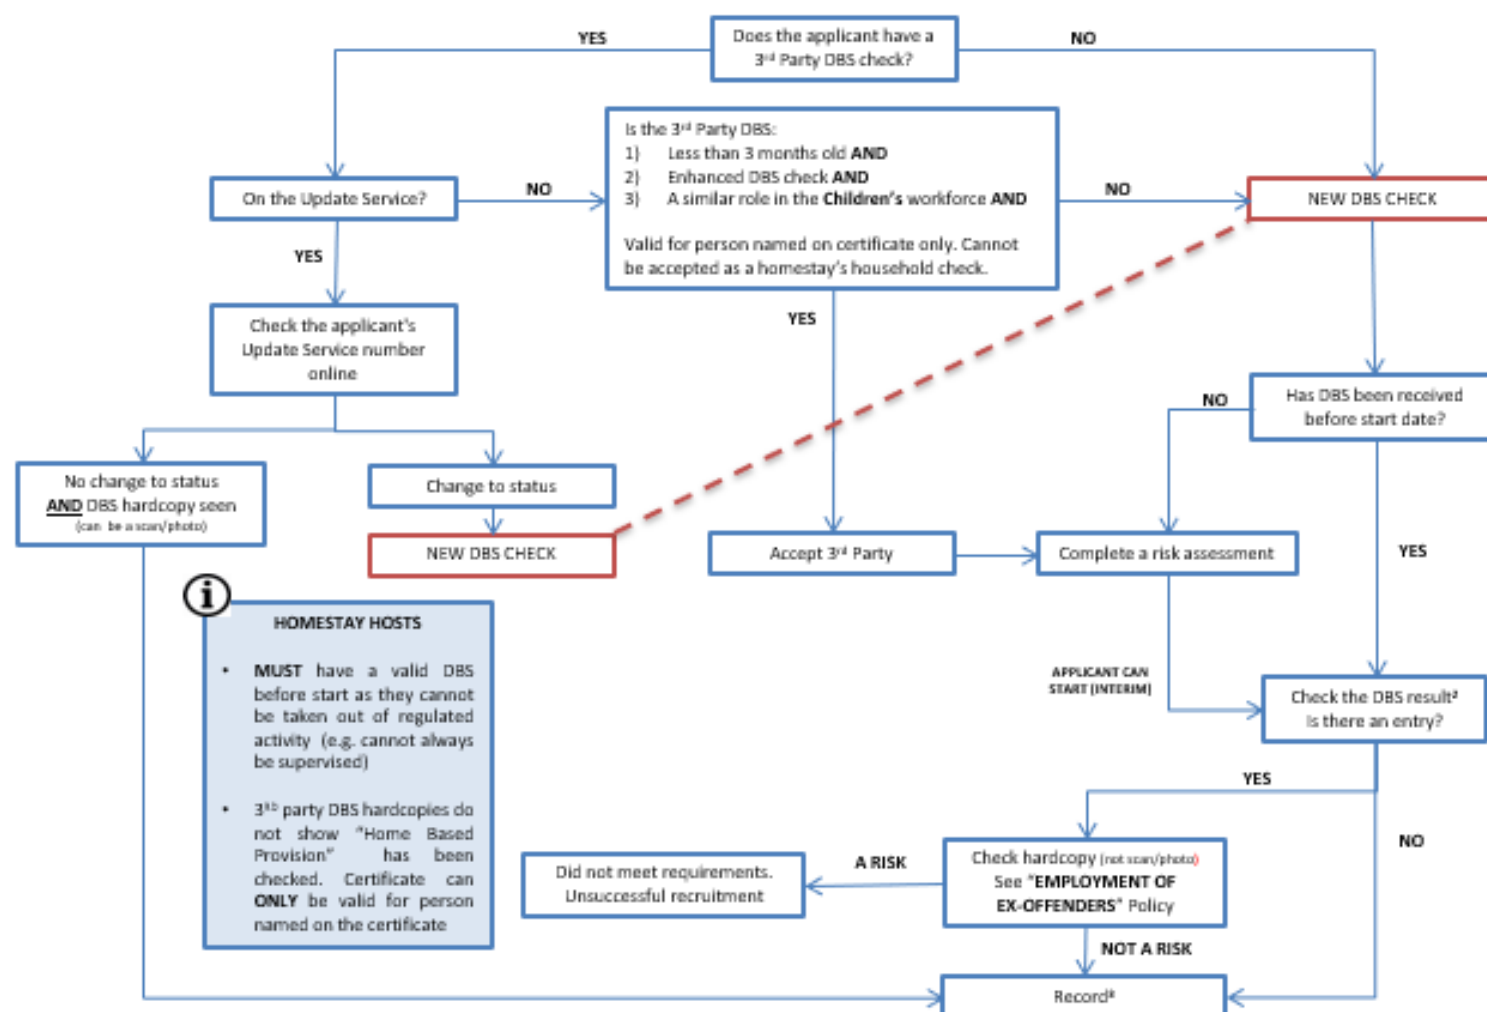 Does the applicant have a
3rd Party DBS check?
YES
NO
Is the 3rd Party DBS:
1) Less than 3 months old AND
2) Enhanced DBS check AND
3) A similar role in the Children's workforce AND
Valid for person named on certificate only. Cannot
be accepted as a homestay's household check.
On the Update Service?
NO
NO
NEW DBS CHECK
YES
YES
Check the applicant's
Update Service number
online
Has DBS been received
before start date?
NO
No change to status
AND DBS hardcopy seen
(can be a scan/photo)
Change to status
NEW DBS CHECK
Accept 3rd Party
Complete a risk assessment
YES
HOMESTAY HOSTS
• MUST have a valid DBS
before start as they cannot
be taken out of regulated
activity (e.g. cannot always
be supervised)
• 3RD party DBS hardcopies do
not show "Home Based
Provision" has been
checked. Certificate can
ONLY be valid for person
named on the certificate
APPLICANT CAN
START (INTERIM)
Check the DBS result²
Is there an entry?
YES
NO
Check hardcopy (not scan/photo)
See "EMPLOYMENT OF
EX-OFFENDERS" Policy
A RISK
Did not meet requirements.
Unsuccessful recruitment
NOT A RISK
Record